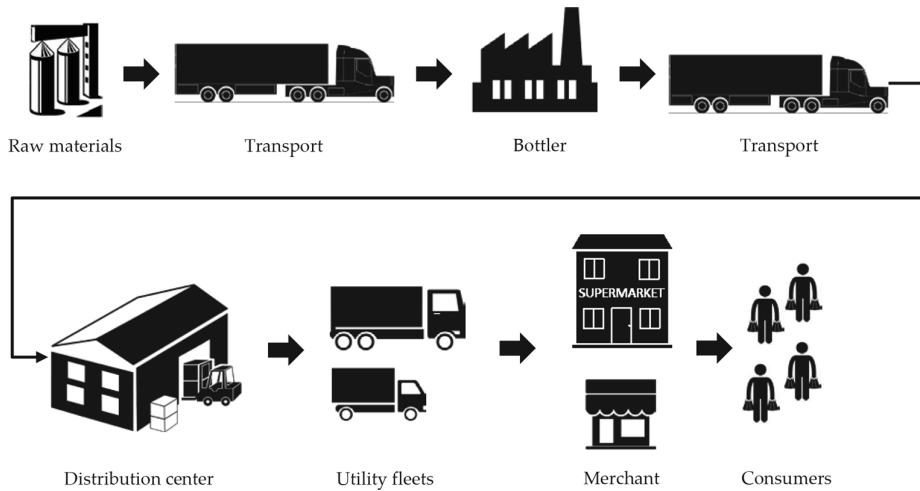 Raw materials
Transport
Bottler
Transport
SUPERMARKET
Distribution center
Utility fleets
Merchant
Consumers